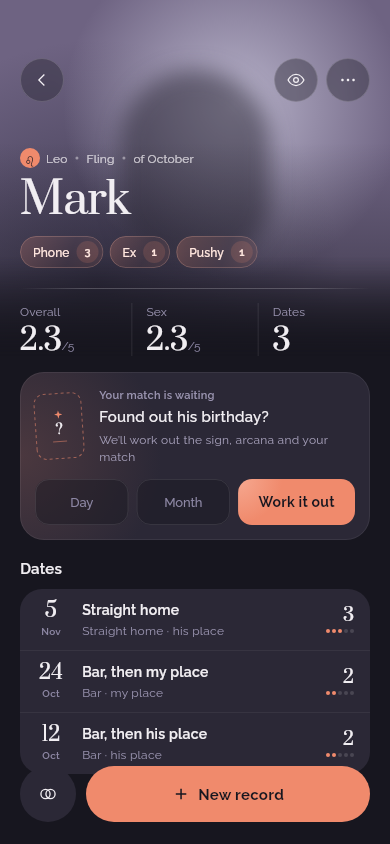 Leo • Fling • of October
Mark
Phone 3 Ex 1 Pushy 1
Overall Sex Dates
2.3/5 2.3/5 3
Your match is waiting
?
Found out his birthday?
We'll work out the sign, arcana and your
match
Day Month Work it out
Dates
5 Nov Straight home 3
Straight home · his place
24 Oct Bar, then my place 2
Bar · my place
12 Oct Bar, then his place 2
Bar · his place
+ New record